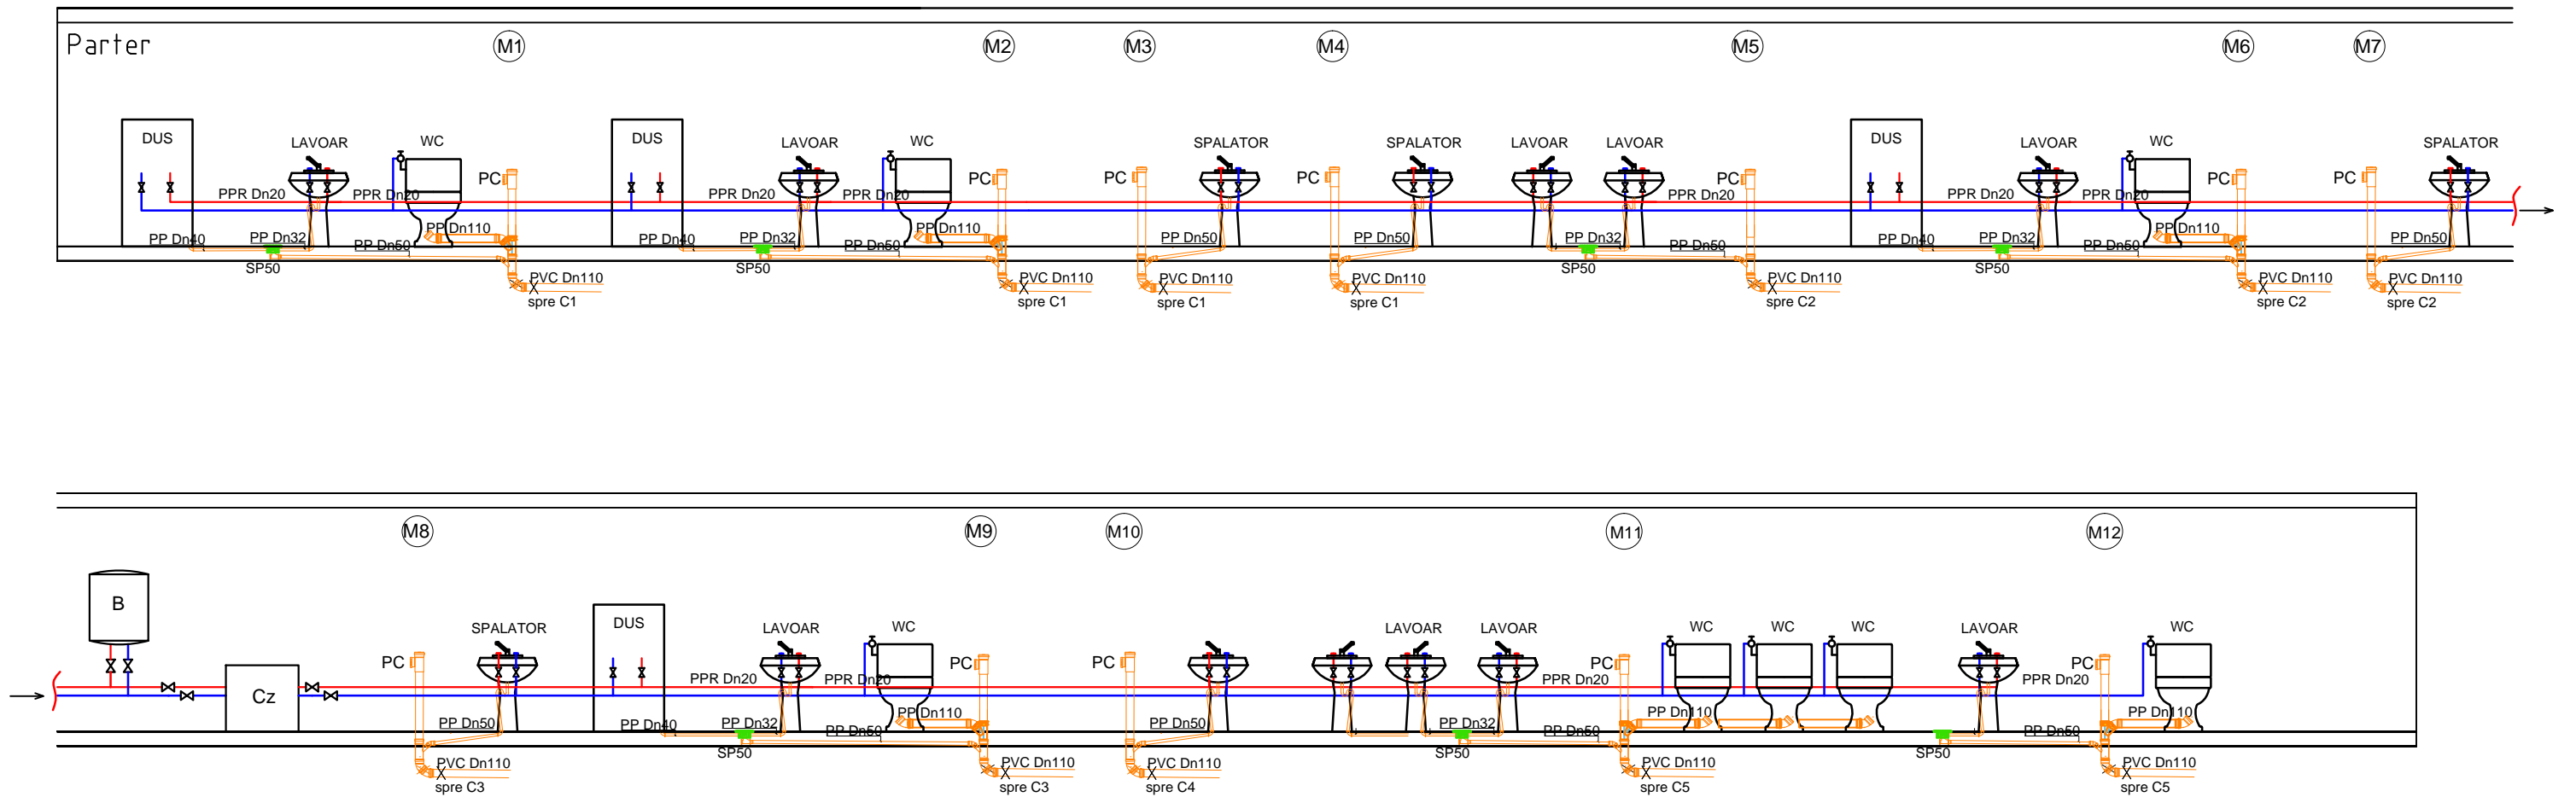 Parter
M1 M2 M3 M4 M5 M6 M7
DUS LAVOAR WC PC DUS LAVOAR WC PC PC SPALATOR PC SPALATOR LAVOAR LAVOAR PC DUS LAVOAR WC PC PC SPALATOR
PPR Dn20 PPR Dn20 PPR Dn20 PPR Dn20 PPR Dn20 PPR Dn20 PPR Dn20
PP Dn110 PP Dn110 PP Dn110
PP Dn40 PP Dn32 PP Dn50 PP Dn40 PP Dn32 PP Dn50 PP Dn50 PP Dn50 PP Dn32 PP Dn50 PP Dn40 PP Dn32 PP Dn50 PP Dn50
SP50 SP50 SP50 SP50
PVC Dn110 PVC Dn110 PVC Dn110 PVC Dn110 PVC Dn110 PVC Dn110 PVC Dn110
spre C1 spre C1 spre C1 spre C1 spre C2 spre C2 spre C2
M8 M9 M10 M11 M12
B
Cz
PC SPALATOR DUS LAVOAR WC PC PC LAVOAR LAVOAR PC WC WC WC LAVOAR PC WC
PPR Dn20 PPR Dn20 PPR Dn20 PPR Dn20
PP Dn110 PP Dn110 PP Dn110
PP Dn50 PP Dn40 PP Dn32 PP Dn50 PP Dn50 PP Dn32 PP Dn50 PP Dn50
SP50 SP50 SP50
PVC Dn110 PVC Dn110 PVC Dn110 PVC Dn110 PVC Dn110
spre C3 spre C3 spre C4 spre C5 spre C5